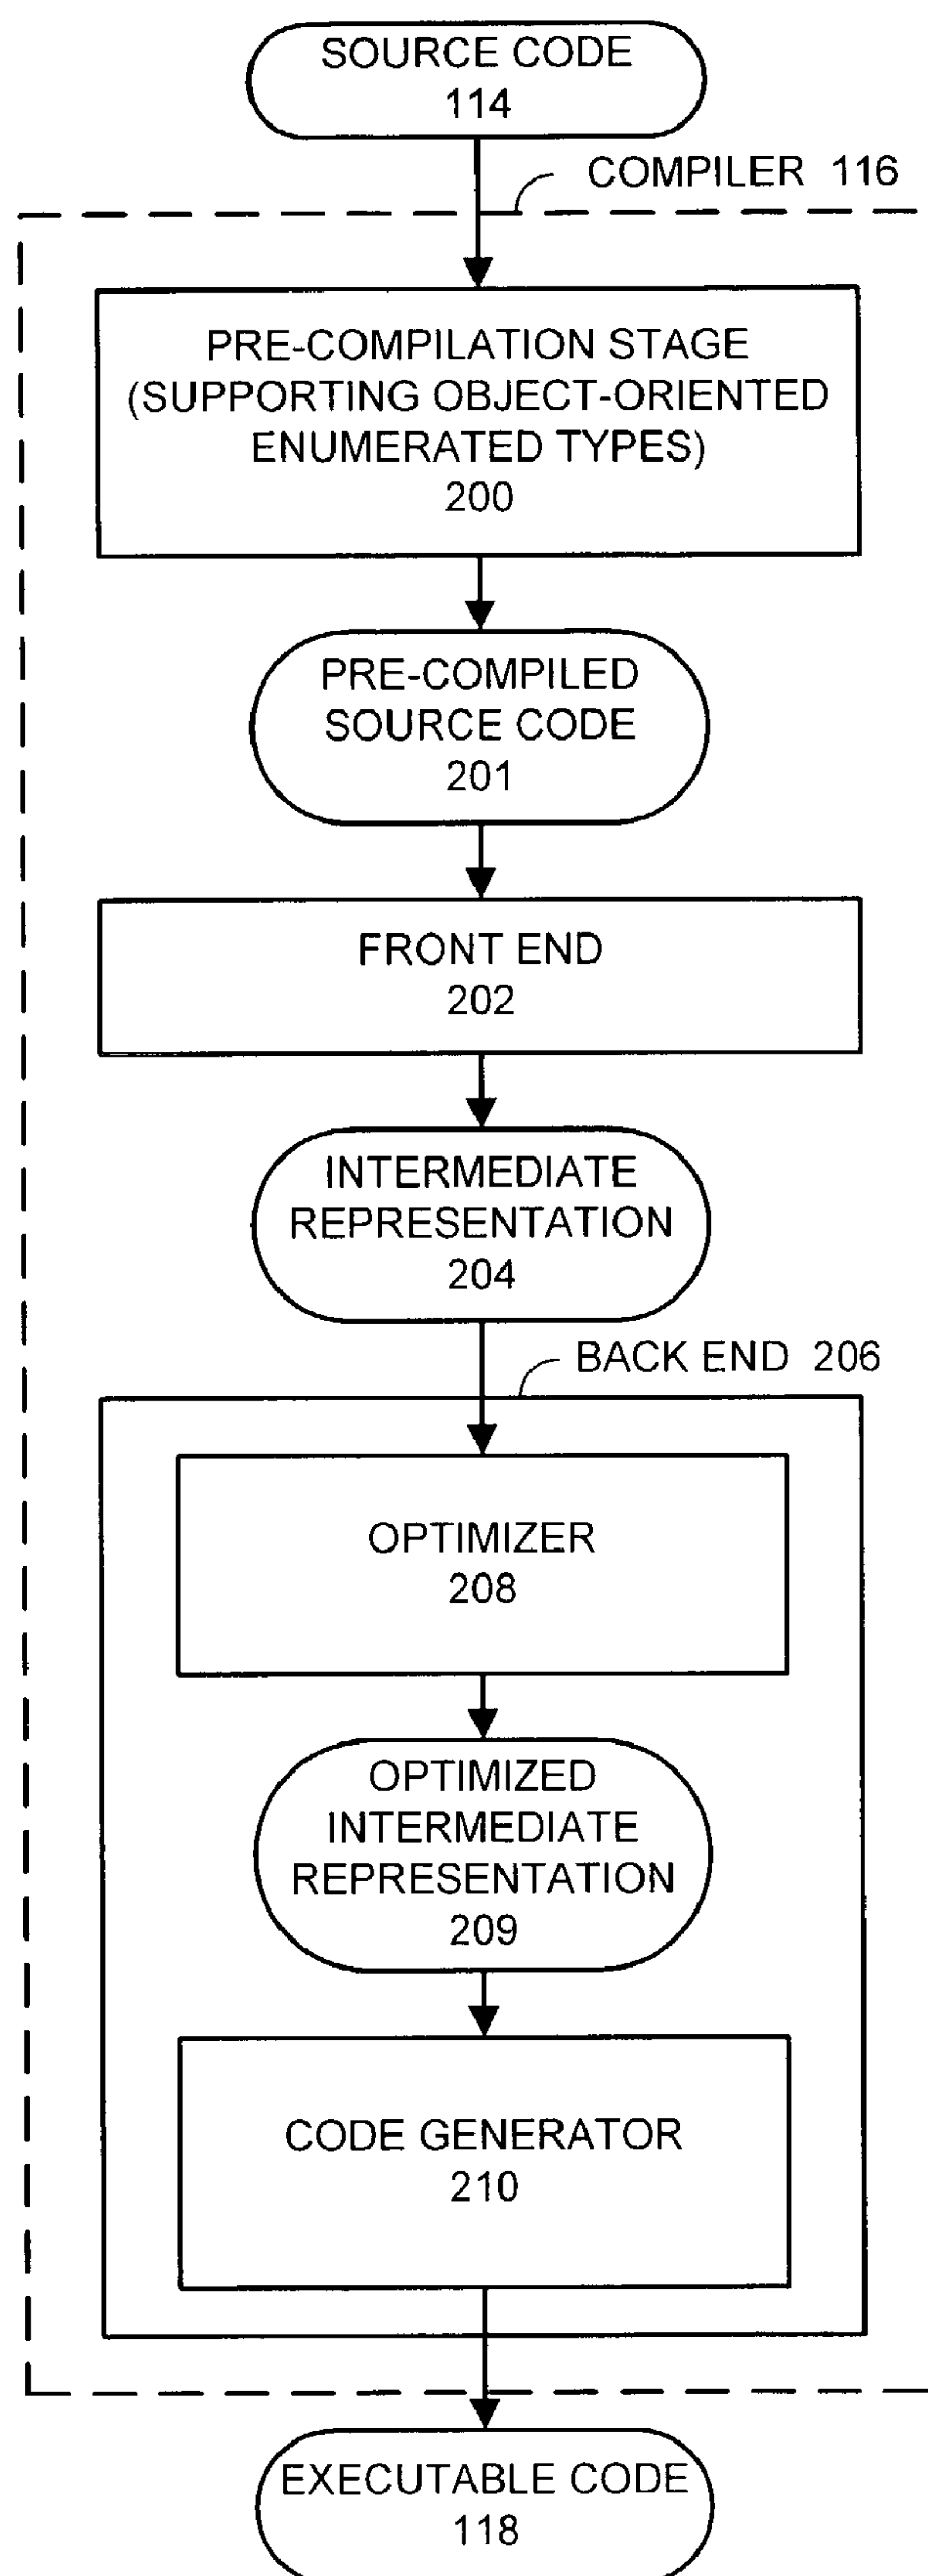 SOURCE CODE
114
COMPILER 116
PRE-COMPILATION STAGE
(SUPPORTING OBJECT-ORIENTED
ENUMERATED TYPES)
200
PRE-COMPILED
SOURCE CODE
201
FRONT END
202
INTERMEDIATE
REPRESENTATION
204
BACK END 206
OPTIMIZER
208
OPTIMIZED
INTERMEDIATE
REPRESENTATION
209
CODE GENERATOR
210
EXECUTABLE CODE
118